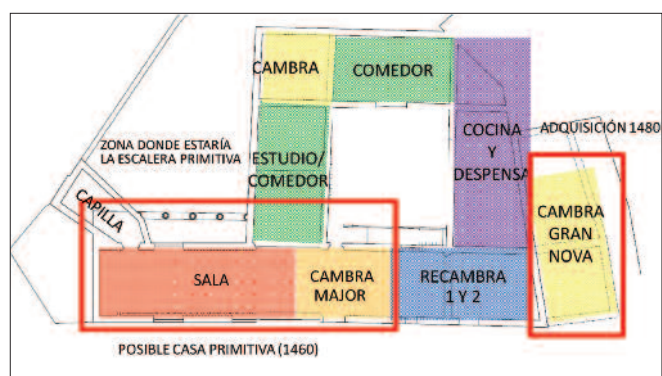 CAMBRA
COMEDOR
COCINA
Y
DESPENSA
ADQUISICIÓN 1480
ZONA DONDE ESTARÍA
LA ESCALERA PRIMITIVA
ESTUDIO/
COMEDOR
CAPILLA
CAMBRA
GRAN
NOVA
SALA
CAMBRA
MAJOR
RECAMBRA
1 Y 2
POSIBLE CASA PRIMITIVA (1460)